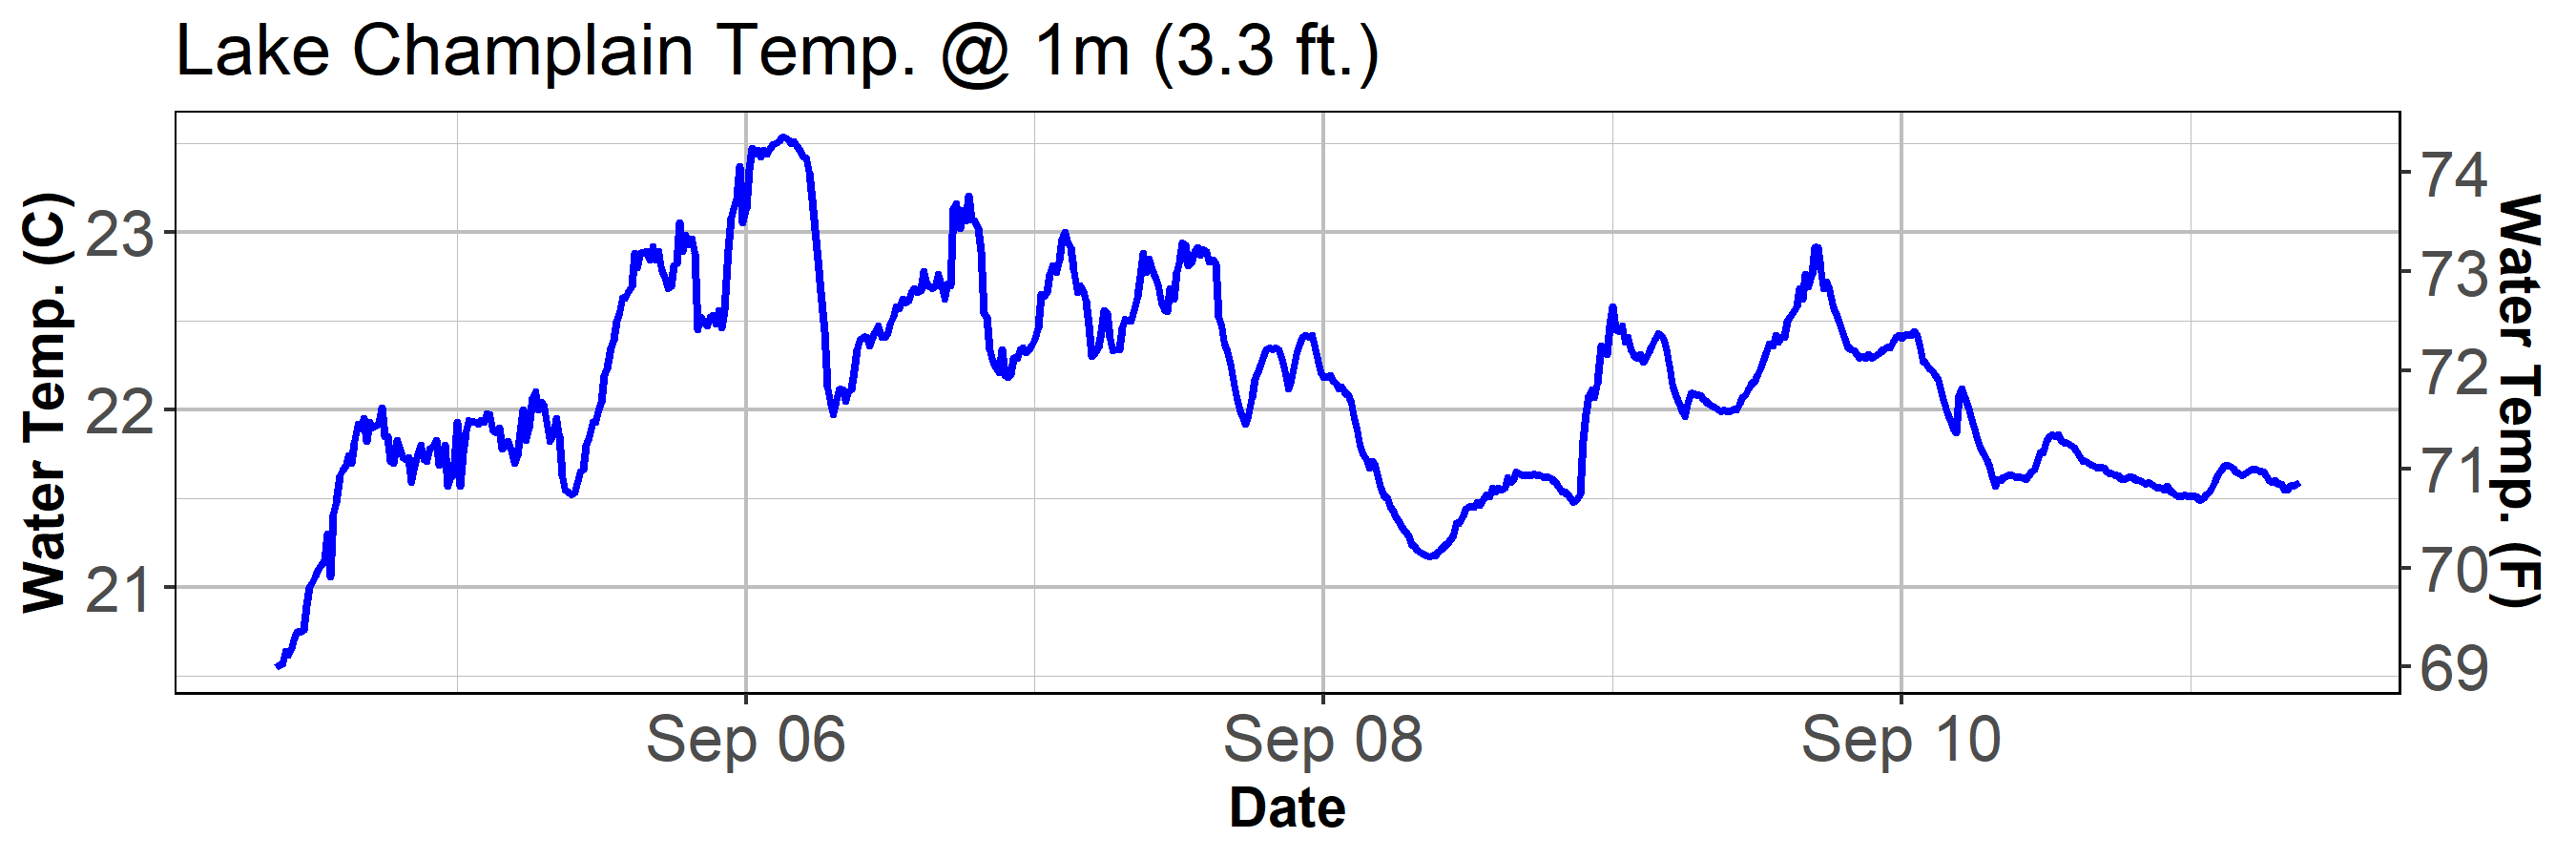 Lake Champlain Temp. @ 1m (3.3 ft.)
Water Temp. (C)
23
22
21
74
73
72
71
70
69
Water Temp. (F)
Sep 06
Sep 08
Sep 10
Date